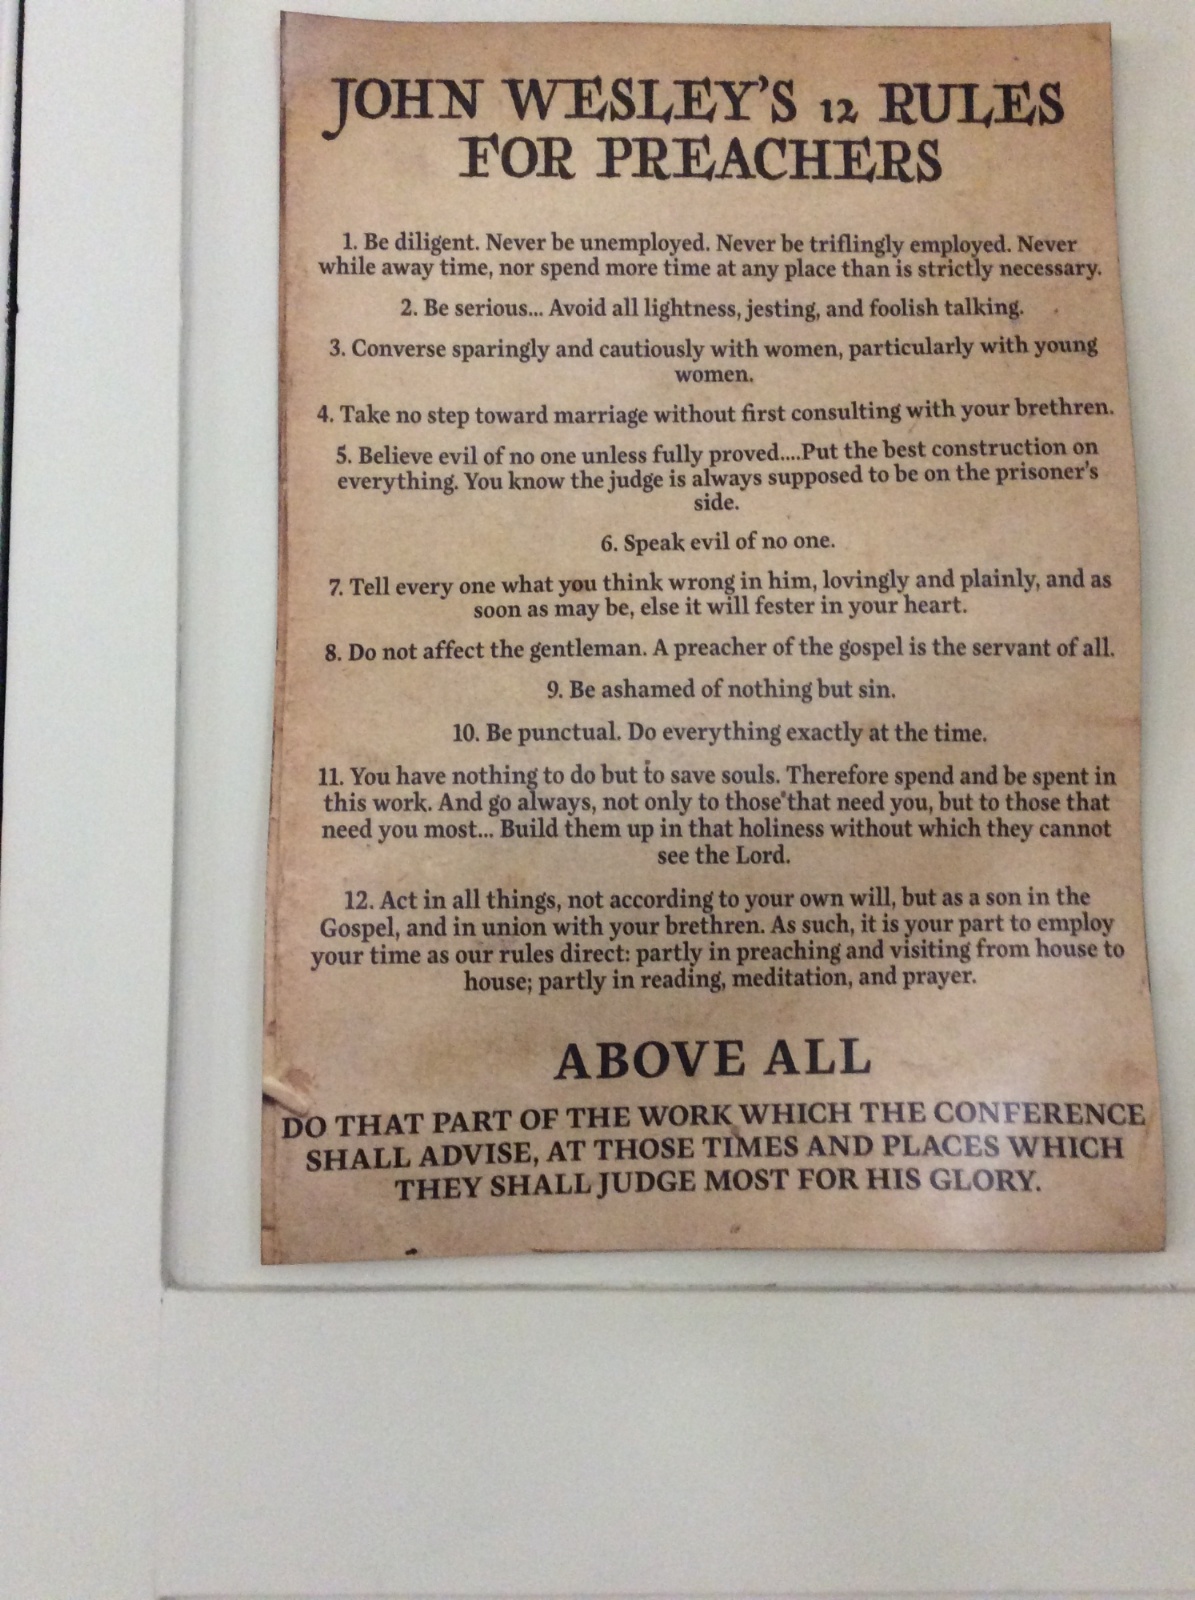 JOHN WESLEY'S 12 RULES
FOR PREACHERS
1. Be diligent. Never be unemployed. Never be triflingly employed. Never
while away time, nor spend more time at any place than is strictly necessary.
2. Be serious... Avoid all lightness, jesting, and foolish talking.
3. Converse sparingly and cautiously with women, particularly with young
women.
4. Take no step toward marriage without first consulting with your brethren.
5. Believe evil of no one unless fully proved....Put the best construction on
everything. You know the judge is always supposed to be on the prisoner's
side.
6. Speak evil of no one.
7. Tell every one what you think wrong in him, lovingly and plainly, and as
soon as may be, else it will fester in your heart.
8. Do not affect the gentleman. A preacher of the gospel is the servant of all.
9. Be ashamed of nothing but sin.
10. Be punctual. Do everything exactly at the time.
11. You have nothing to do but to save souls. Therefore spend and be spent in
this work. And go always, not only to those that need you, but to those that
need you most... Build them up in that holiness without which they cannot
see the Lord.
12. Act in all things, not according to your own will, but as a son in the
Gospel, and in union with your brethren. As such, it is your part to employ
your time as our rules direct: partly in preaching and visiting from house to
house; partly in reading, meditation, and prayer.
ABOVE ALL
DO THAT PART OF THE WORK WHICH THE CONFERENCE
SHALL ADVISE, AT THOSE TIMES AND PLACES WHICH
THEY SHALL JUDGE MOST FOR HIS GLORY.